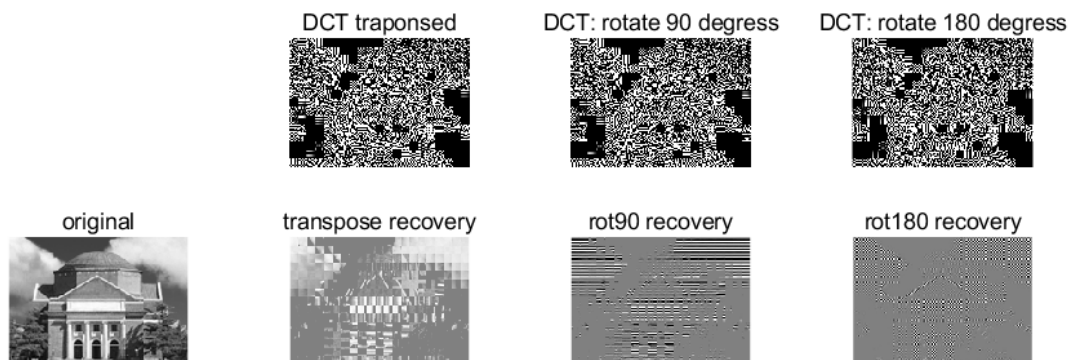 DCT traponsed
DCT: rotate 90 degress
DCT: rotate 180 degress
original
transpose recovery
rot90 recovery
rot180 recovery